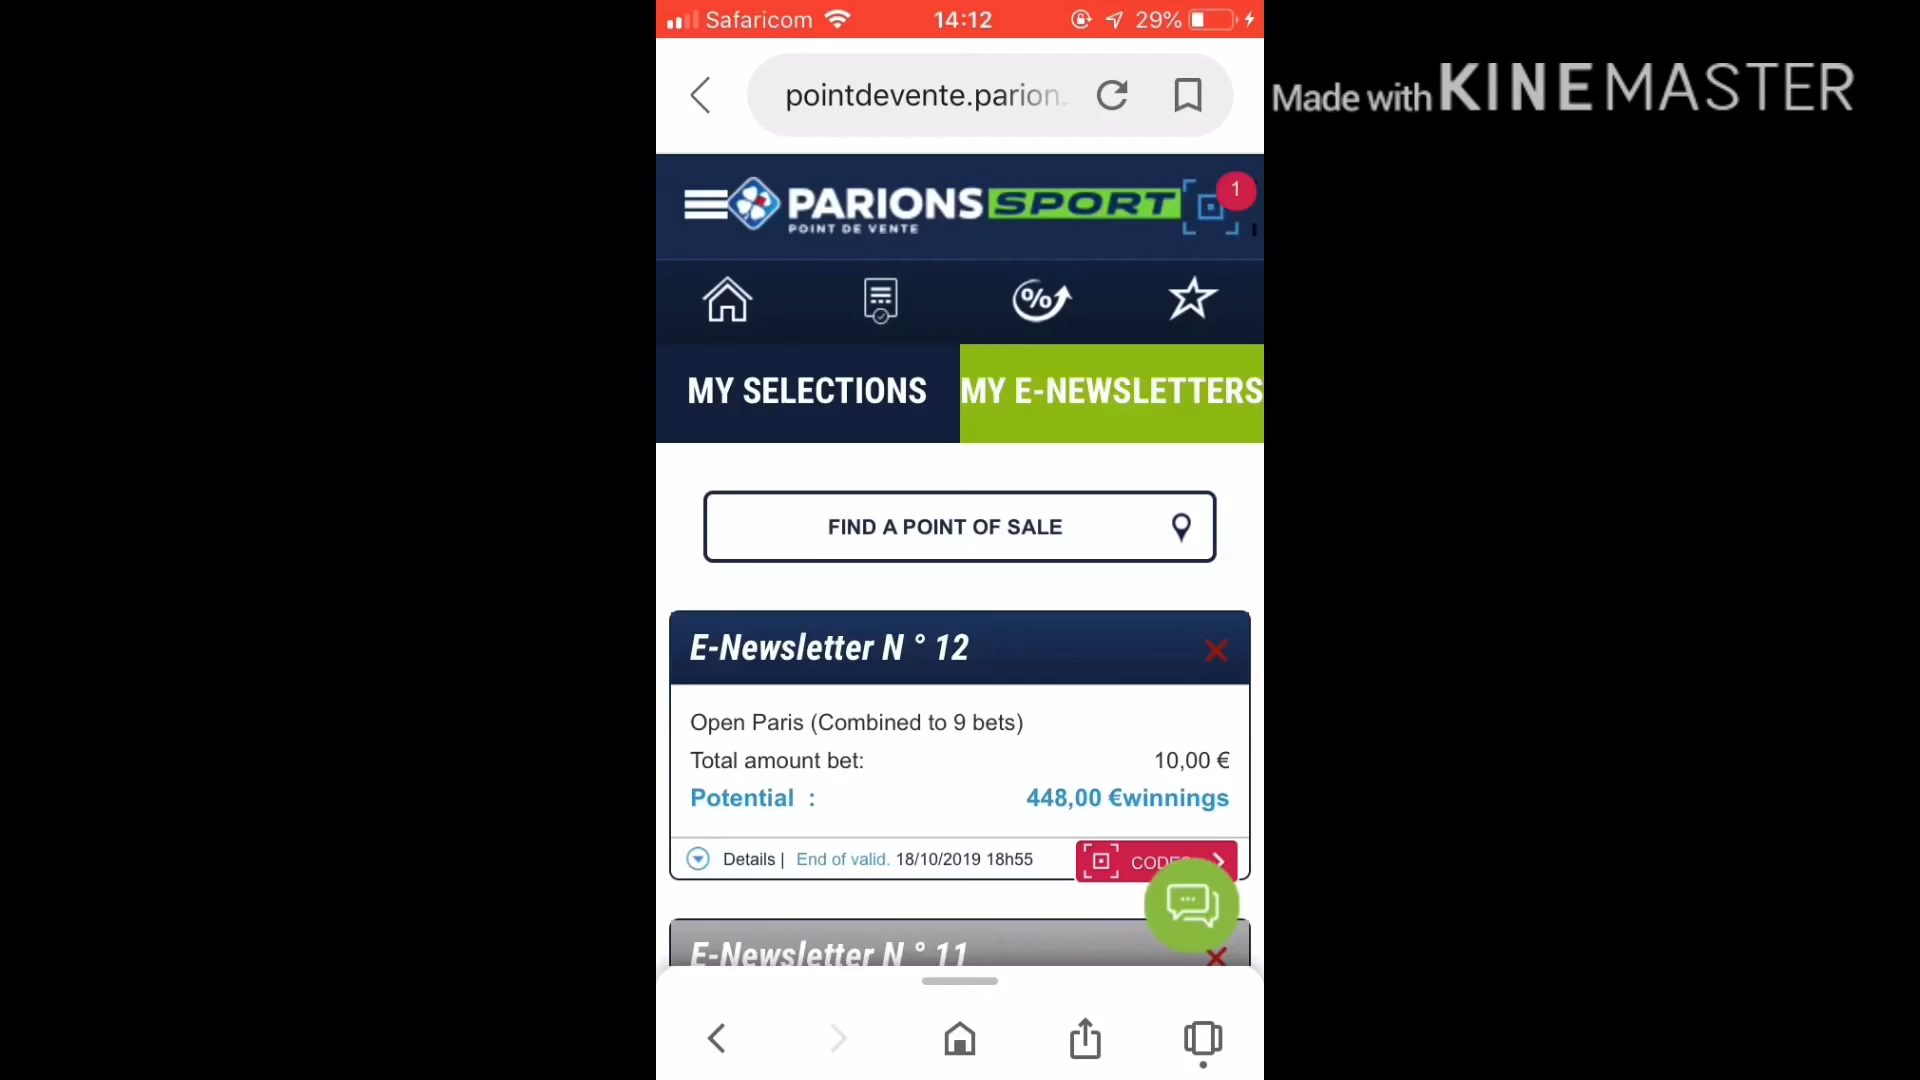 Safaricom 14:12 29%
pointdevente.parion.
Made with KINEMASTER
PARIONS SPORT 1
POINT DE VENTE
%
MY SELECTIONS MY E-NEWSLETTERS
FIND A POINT OF SALE
E-Newsletter N ° 12
Open Paris (Combined to 9 bets)
Total amount bet: 10,00 €
Potential : 448,00 €winnings
Details | End of valid. 18/10/2019 18h55
E-Newsletter N ° 11